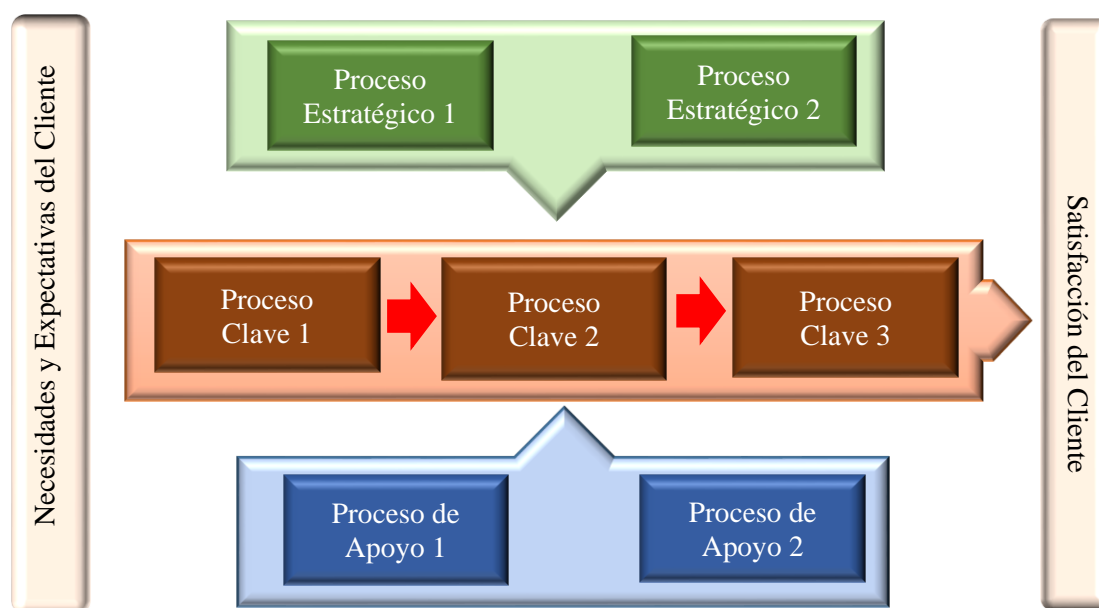 Necesidades y Expectativas del Cliente
Proceso
Estratégico 1
Proceso
Estratégico 2
Proceso
Clave 1
Proceso
Clave 2
Proceso
Clave 3
Proceso de
Apoyo 1
Proceso de
Apoyo 2
Satisfacción del Cliente